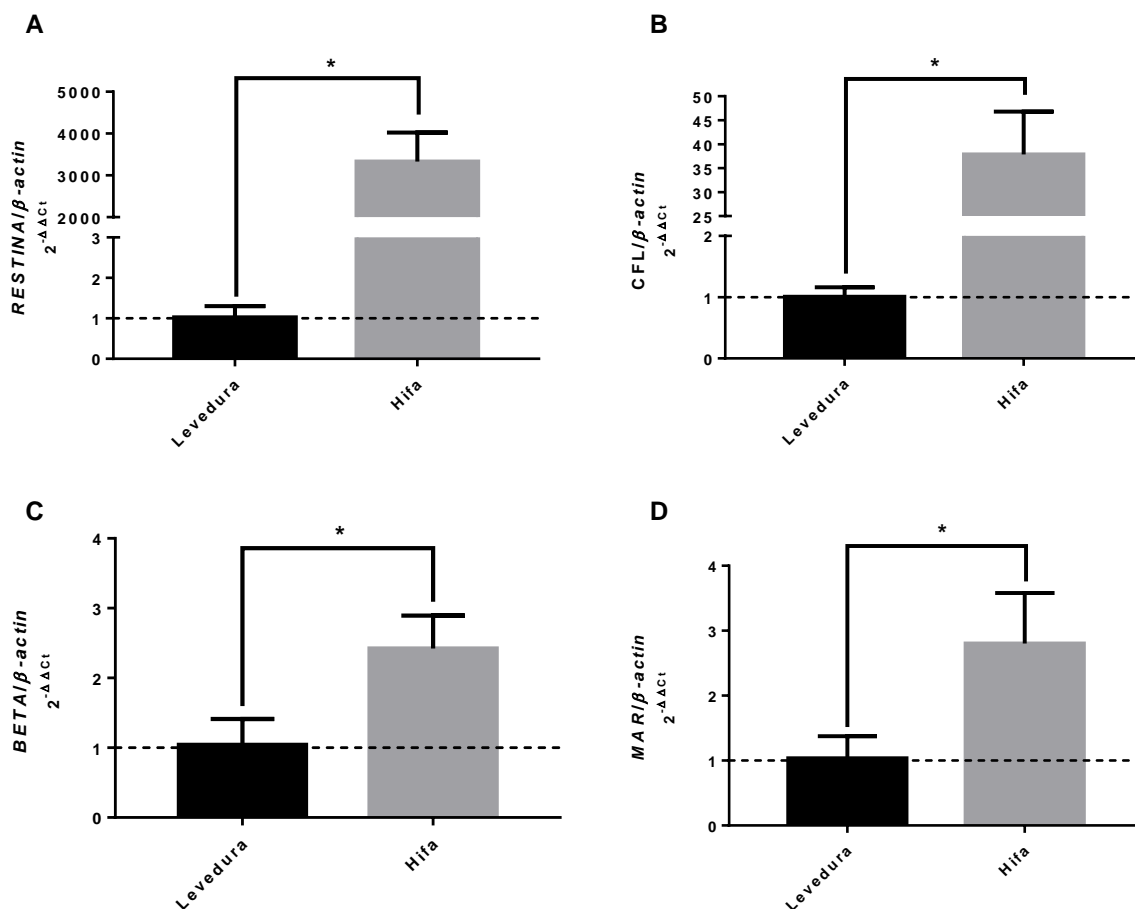 A
*
5000
4000
3000
2000
3
2
1
0
RESTINA/β-actin
2^-ΔΔCt
Levedura
Hifa
B
*
50
45
40
35
30
25
2
1
0
CFL/β-actin
2^-ΔΔCt
Levedura
Hifa
C
*
4
3
2
1
0
BETA/β-actin
2^-ΔΔCt
Levedura
Hifa
D
*
4
3
2
1
0
MAR/β-actin
2^-ΔΔCt
Levedura
Hifa